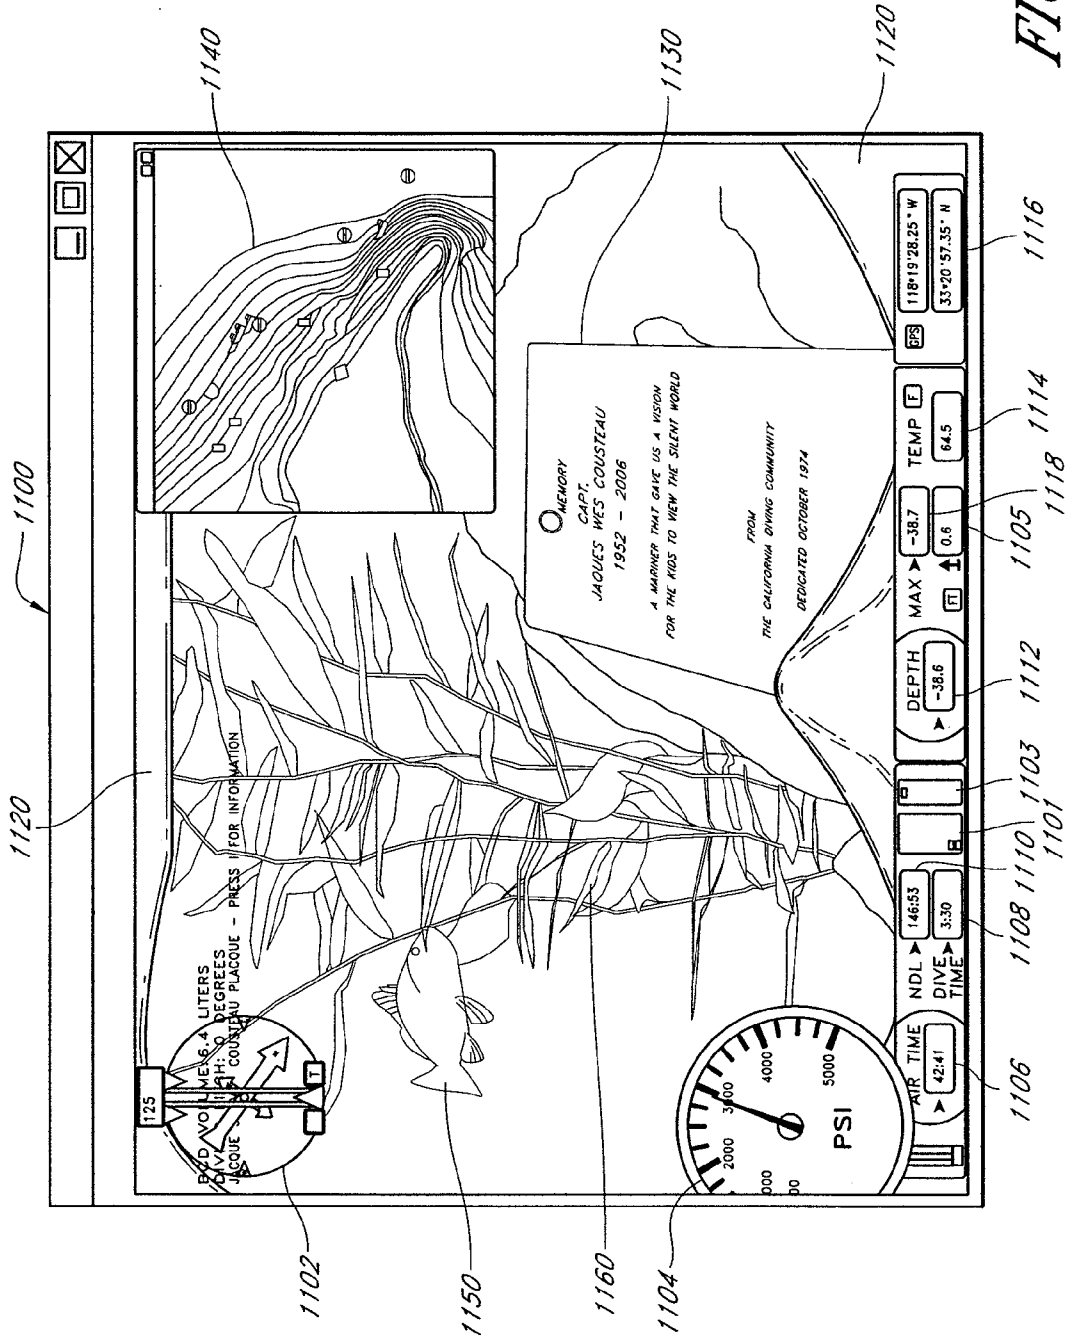 1100
1120
1140
125
BCD VOLUME: 6.4 LITERS
DEGREES
COUSTEAU PLACQUE - PRESS I FOR INFORMATION
T
1102
1150
1160
1104
MEMORY
CAPT.
JAQUES WES COUSTEAU
1952 - 2006
A MARINER THAT GAVE US A VISION
FOR THE KIDS TO VIEW THE SILENT WORLD
FROM
THE CALIFORNIA DIVING COMMUNITY
DEDICATED OCTOBER 1974
1130
1120
2000
3000
4000
5000
PSI
AIR TIME
42:41
NDL 146:53
DIVE TIME 3:30
DEPTH
-38.6
MAX -38.7
FT 0.6
TEMP F
64.5
GPS
118°19'28.25" W
33°20'57.35" N
1106
1108
1110
1101
1103
1112
1105
1118
1114
1116